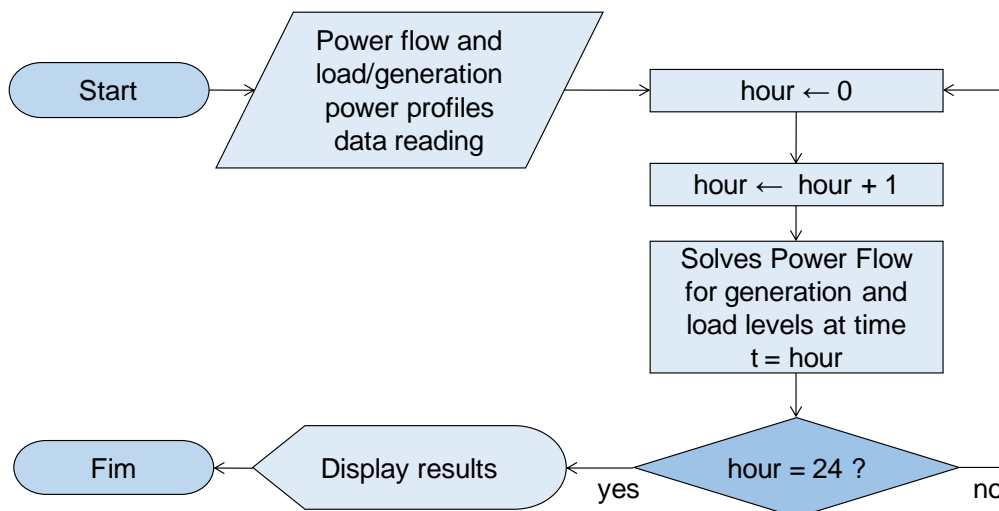 Start
Power flow and
load/generation
power profiles
data reading
hour ← 0
hour ← hour + 1
Solves Power Flow
for generation and
load levels at time
t = hour
hour = 24 ?
yes
no
Display results
Fim